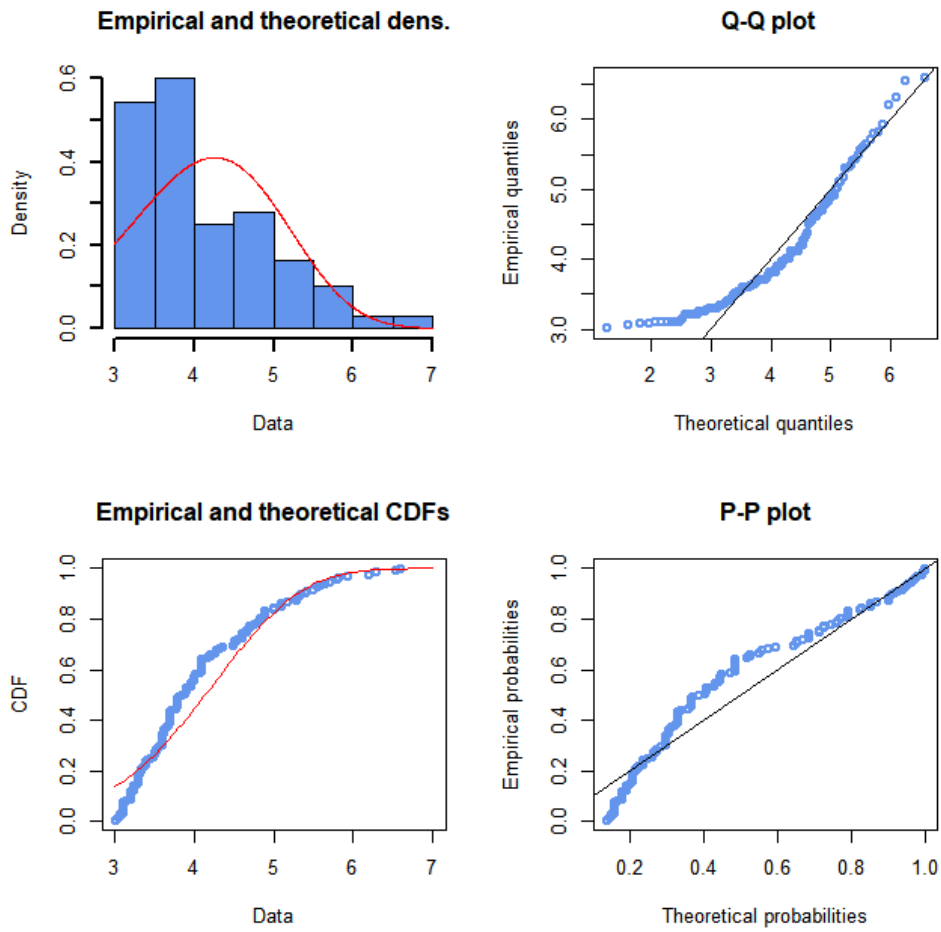 Empirical and theoretical dens.
Density
0.0 0.2 0.4 0.6
3 4 5 6 7
Data
Q-Q plot
Empirical quantiles
3.0 4.0 5.0 6.0
2 3 4 5 6
Theoretical quantiles
Empirical and theoretical CDFs
CDF
0.0 0.2 0.4 0.6 0.8 1.0
3 4 5 6 7
Data
P-P plot
Empirical probabilities
0.0 0.2 0.4 0.6 0.8 1.0
0.2 0.4 0.6 0.8 1.0
Theoretical probabilities